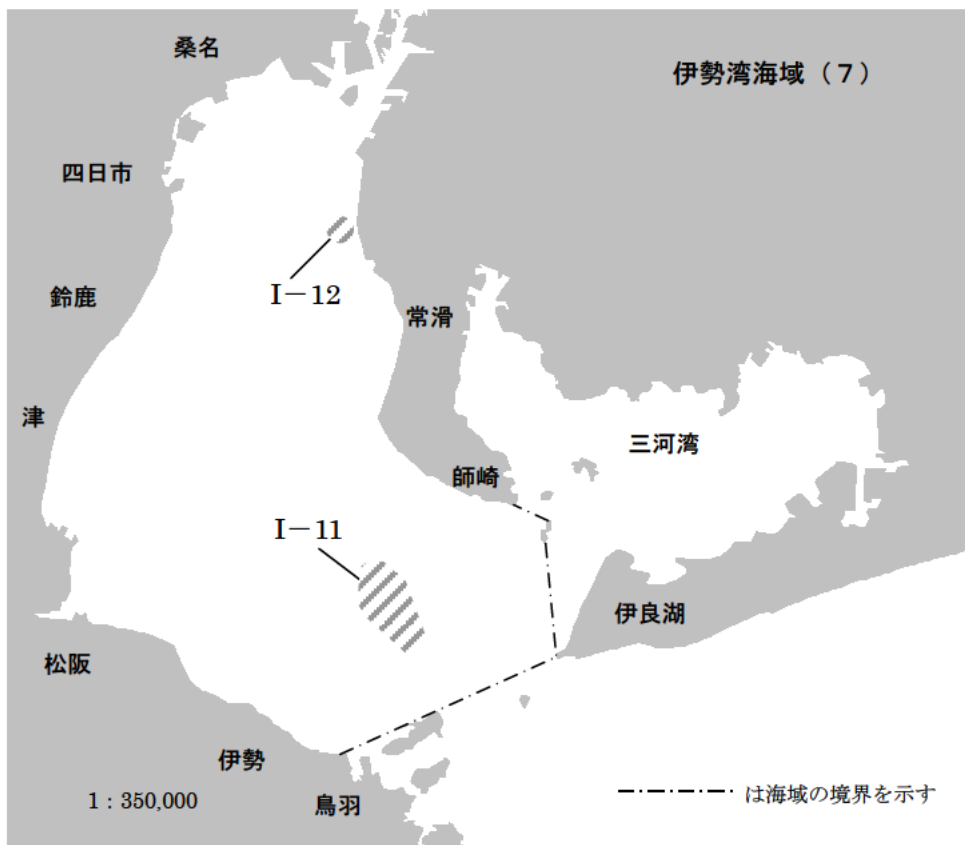 桑名
伊勢湾海域（７）
四日市
I－12
鈴鹿
常滑
津
三河湾
師崎
I－11
伊良湖
松阪
伊勢
1：350,000
鳥羽
は海域の境界を示す